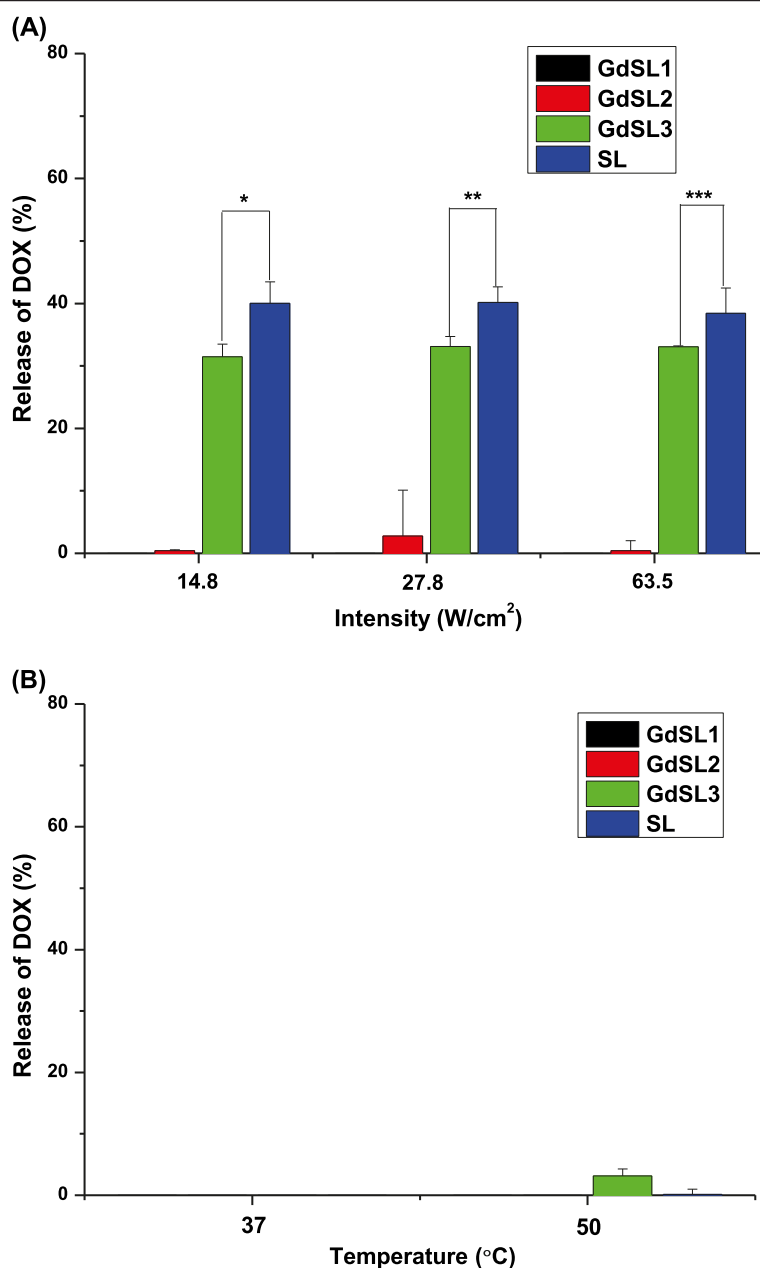 (A)
80
60
40
20
0
Release of DOX (%)
GdSL1
GdSL2
GdSL3
SL
*
**
***
14.8
27.8
63.5
Intensity (W/cm²)
(B)
80
60
40
20
0
Release of DOX (%)
GdSL1
GdSL2
GdSL3
SL
37
50
Temperature (°C)